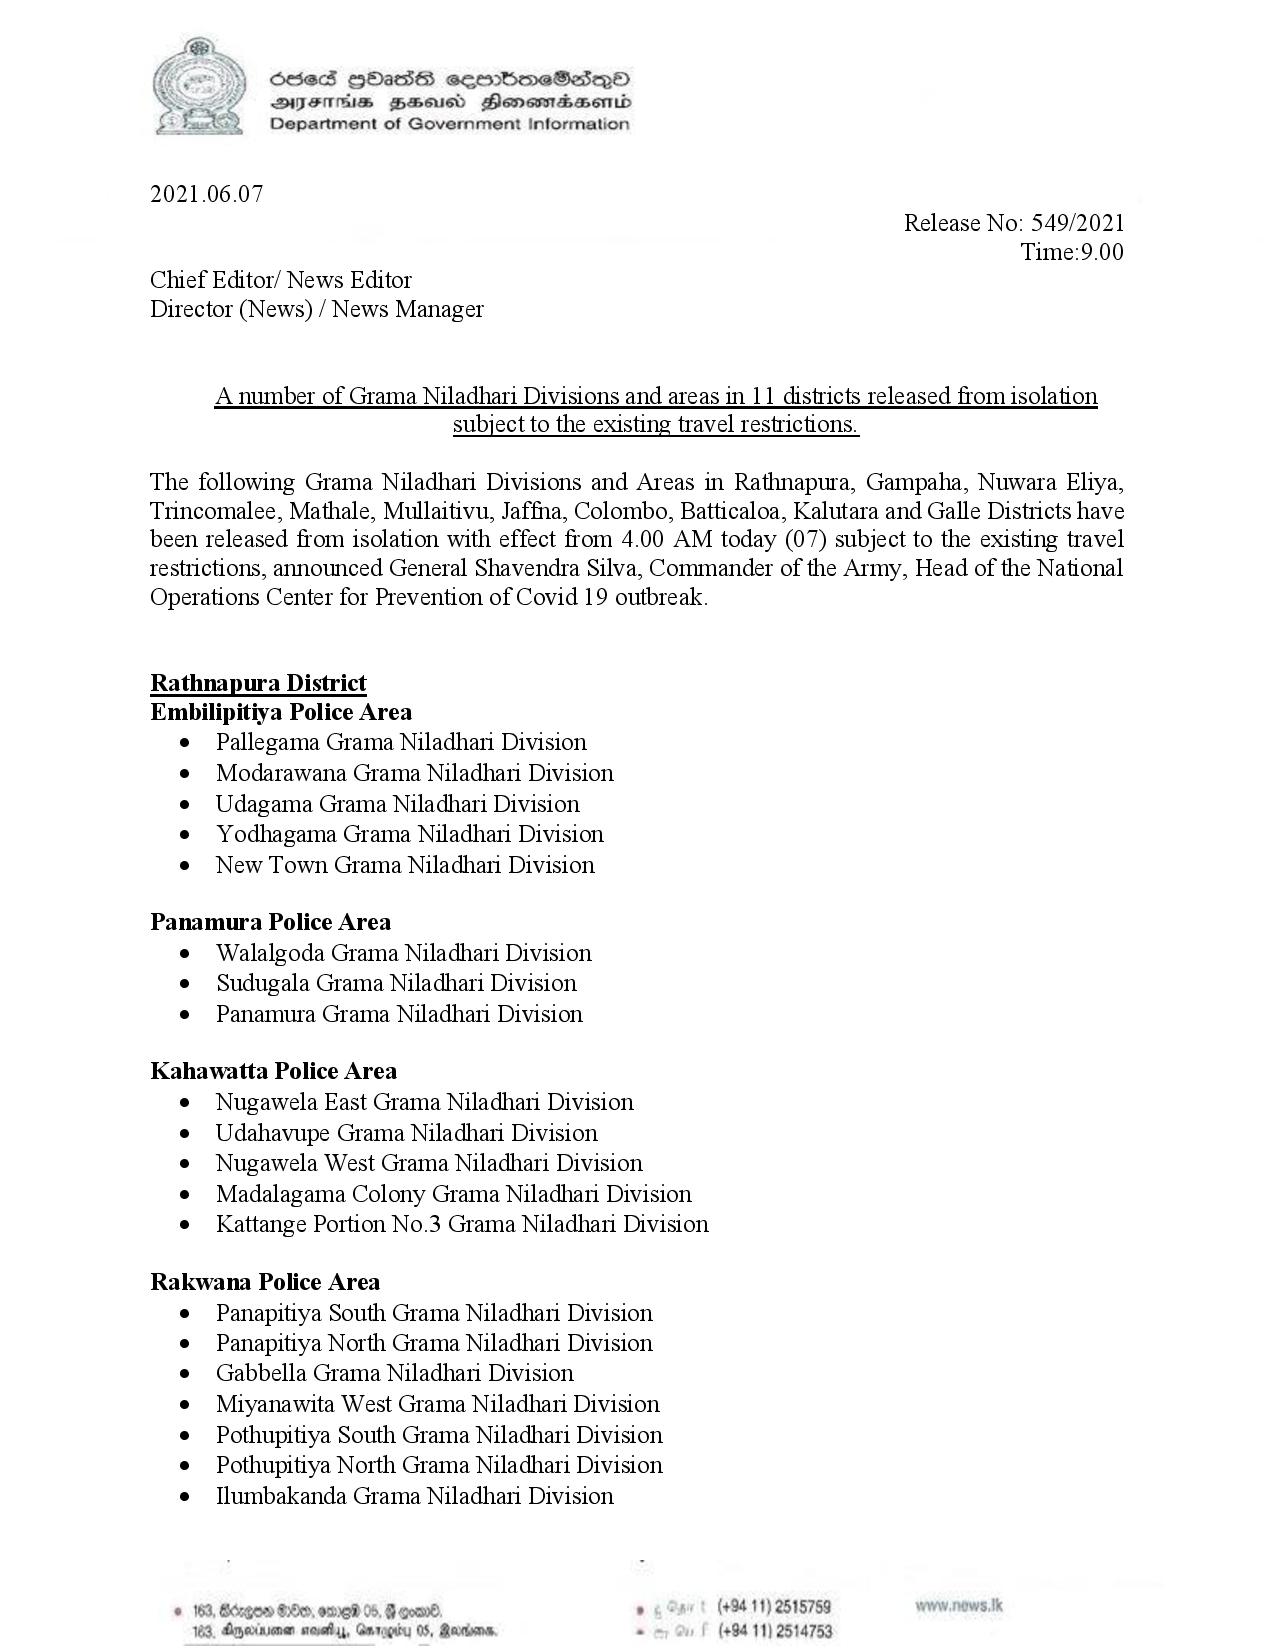 රජයේ ප්‍රවෘත්ති දෙපාර්තමේන්තුව
அரசாங்க தகவல் திணைக்களம்
Department of Government Information
2021.06.07
Release No: 549/2021
Time:9.00
Chief Editor/ News Editor
Director (News) / News Manager
A number of Grama Niladhari Divisions and areas in 11 districts released from isolation
subject to the existing travel restrictions.
The following Grama Niladhari Divisions and Areas in Rathnapura, Gampaha, Nuwara Eliya,
Trincomalee, Mathale, Mullaitivu, Jaffna, Colombo, Batticaloa, Kalutara and Galle Districts have
been released from isolation with effect from 4.00 AM today (07) subject to the existing travel
restrictions, announced General Shavendra Silva, Commander of the Army, Head of the National
Operations Center for Prevention of Covid 19 outbreak.
Rathnapura District
Embilipitiya Police Area
• Pallegama Grama Niladhari Division
• Modarawana Grama Niladhari Division
• Udagama Grama Niladhari Division
• Yodhagama Grama Niladhari Division
• New Town Grama Niladhari Division
Panamura Police Area
• Walalgoda Grama Niladhari Division
• Sudugala Grama Niladhari Division
• Panamura Grama Niladhari Division
Kahawatta Police Area
• Nugawela East Grama Niladhari Division
• Udahavupe Grama Niladhari Division
• Nugawela West Grama Niladhari Division
• Madalagama Colony Grama Niladhari Division
• Kattange Portion No.3 Grama Niladhari Division
Rakwana Police Area
• Panapitiya South Grama Niladhari Division
• Panapitiya North Grama Niladhari Division
• Gabbella Grama Niladhari Division
• Miyanawita West Grama Niladhari Division
• Pothupitiya South Grama Niladhari Division
• Pothupitiya North Grama Niladhari Division
• Ilumbakanda Grama Niladhari Division
163, කිරුළපන මාවත, කොළඹ 05, ශ්‍රී ලංකාව.
163, கிருலப்பனை எவனியூ, கொழும்பு 05, இலங்கை.
(+94 11) 2515759
(+94 11) 2514753
www.news.lk